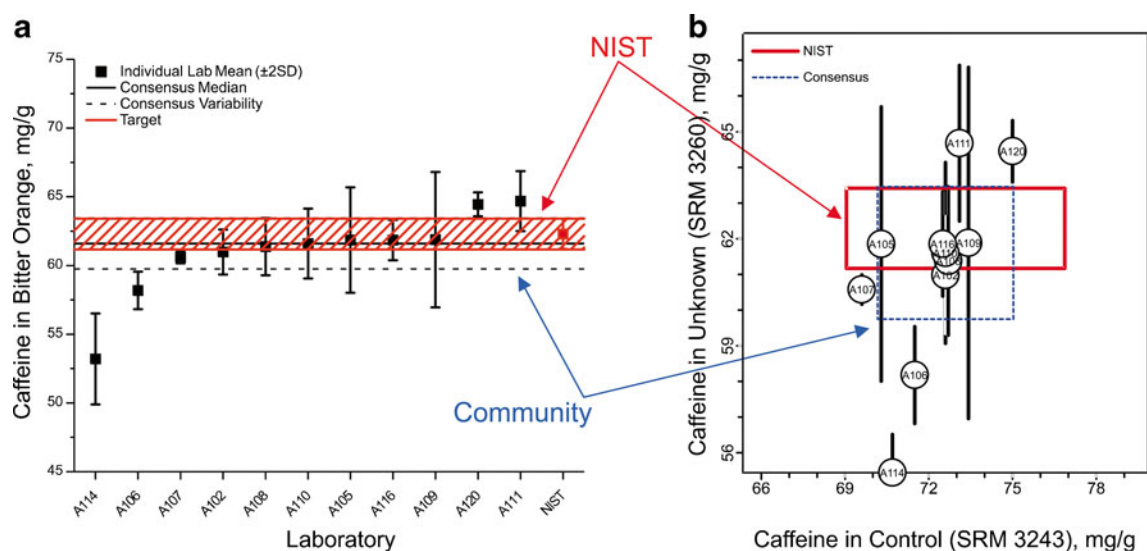 a
Caffeine in Bitter Orange, mg/g
75
70
65
60
55
50
45
Individual Lab Mean (±2SD)
Consensus Median
Consensus Variability
Target
A114
A106
A107
A102
A108
A110
A105
A116
A109
A120
A111
NIST
Laboratory
NIST
Community
b
NIST
Consensus
Caffeine in Unknown (SRM 3260), mg/g
65
62
59
56
A111
A120
A105
A116
A109
A102
A107
A106
A114
66
69
72
75
78
Caffeine in Control (SRM 3243), mg/g